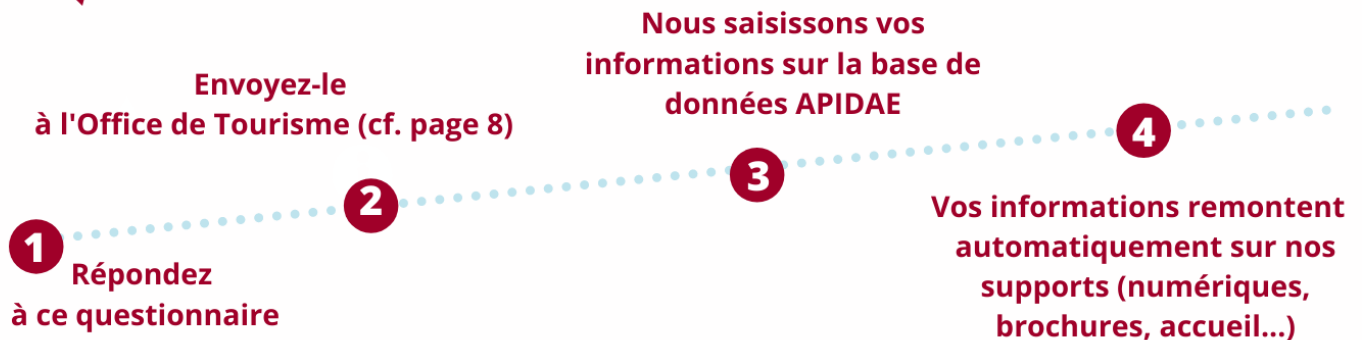 1
Répondez
à ce questionnaire
2
Envoyez-le
à l'Office de Tourisme (cf. page 8)
3
Nous saisissons vos
informations sur la base de
données APIDAE
4
Vos informations remontent
automatiquement sur nos
supports (numériques,
brochures, accueil...)